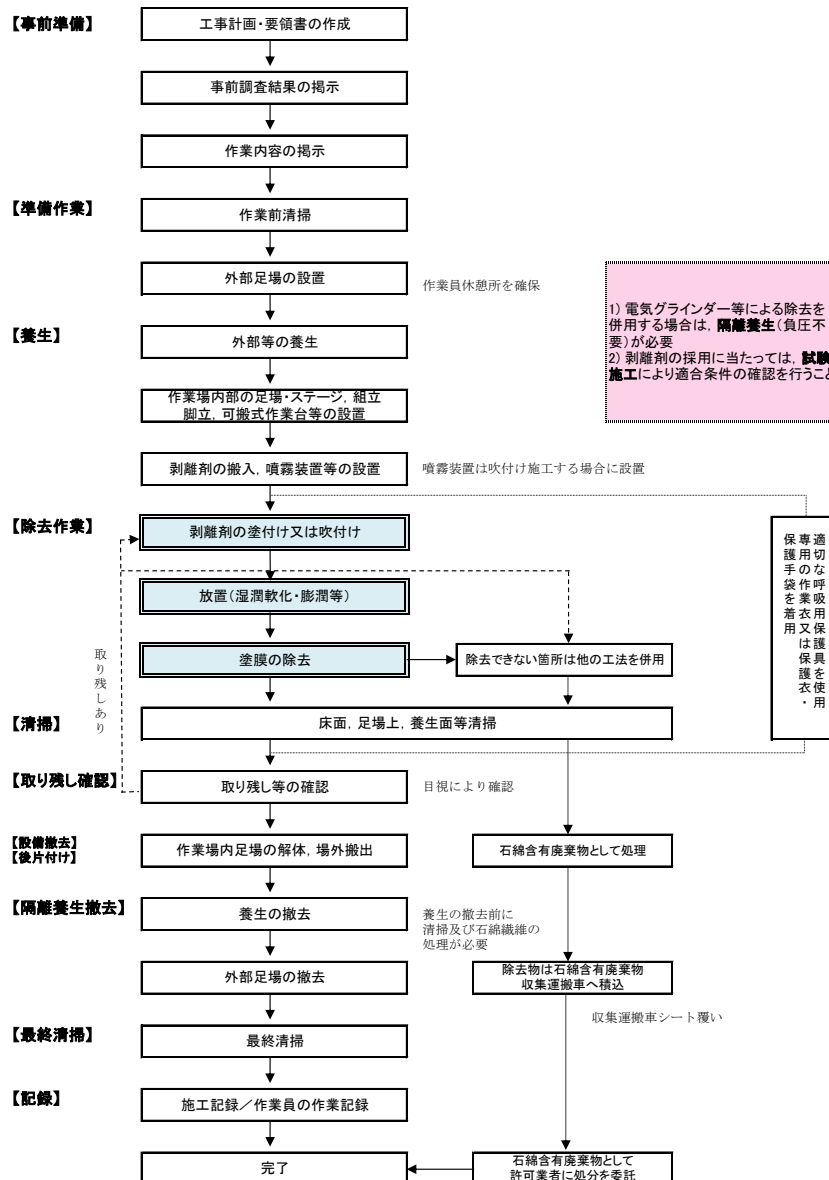 【事前準備】
工事計画・要領書の作成
事前調査結果の掲示
作業内容の掲示
【準備作業】
作業前清掃
外部足場の設置
作業員休憩所を確保
1) 電気グラインダー等による除去を
併用する場合は，隔離養生(負圧不
要)が必要
2) 剥離剤の採用に当たっては，試験
施工により適合条件の確認を行うこと
【養生】
外部等の養生
作業場内部の足場・ステージ，組立
脚立，可搬式作業台等の設置
剥離剤の搬入，噴霧装置等の設置
噴霧装置は吹付け施工する場合に設置
【除去作業】
剥離剤の塗付け又は吹付け
放置(湿潤軟化・膨潤等)
塗膜の除去
除去できない箇所は他の工法を併用
適切な呼吸用保護具を使用
専用の作業衣又は保護衣・
保護手袋を着用
取り残しあり
【清掃】
床面，足場上，養生面等清掃
【取り残し確認】
取り残し等の確認
目視により確認
【設備撤去】
【後片付け】
作業場内足場の解体，場外搬出
石綿含有廃棄物として処理
【隔離養生撤去】
養生の撤去
養生の撤去前に
清掃及び石綿繊維の
処理が必要
外部足場の撤去
除去物は石綿含有廃棄物
収集運搬車へ積込
収集運搬車シート覆い
【最終清掃】
最終清掃
【記録】
施工記録／作業員の作業記録
完了
石綿含有廃棄物として
許可業者に処分を委託